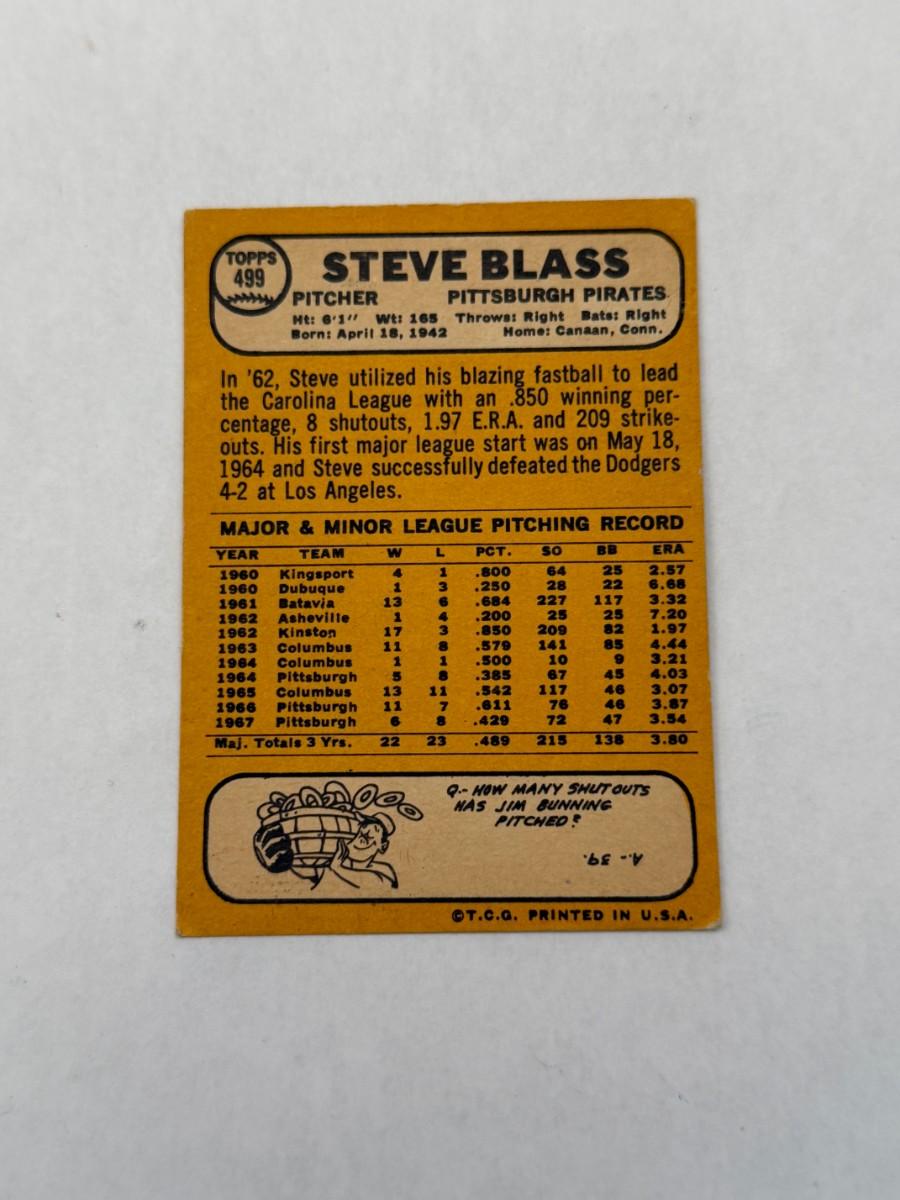 TOPPS
499
STEVE BLASS
PITCHER PITTSBURGH PIRATES
Ht: 6'1" Wt: 165 Throws: Right Bats: Right
Born: April 18, 1942 Home: Canaan, Conn.
In '62, Steve utilized his blazing fastball to lead
the Carolina League with an .850 winning per-
centage, 8 shutouts, 1.97 E.R.A. and 209 strike-
outs. His first major league start was on May 18,
1964 and Steve successfully defeated the Dodgers
4-2 at Los Angeles.
MAJOR & MINOR LEAGUE PITCHING RECORD
YEAR TEAM W L PCT. SO BB ERA
1960 Kingsport 4 1 .800 64 25 2.57
1960 Dubuque 1 3 .250 28 22 6.68
1961 Batavia 13 6 .684 227 117 3.32
1962 Asheville 1 4 .200 25 25 7.20
1962 Kinston 17 3 .850 209 82 1.97
1963 Columbus 11 8 .579 141 85 4.44
1964 Columbus 1 1 .500 10 9 3.21
1964 Pittsburgh 5 8 .385 67 45 4.03
1965 Columbus 13 11 .542 117 46 3.07
1966 Pittsburgh 11 7 .611 76 46 3.87
1967 Pittsburgh 6 8 .429 72 47 3.54
Maj. Totals 3 Yrs. 22 23 .489 215 138 3.80
Q.- HOW MANY SHUTOUTS
HAS JIM BUNNING
PITCHED?
A.- 39.
©T.C.G. PRINTED IN U.S.A.